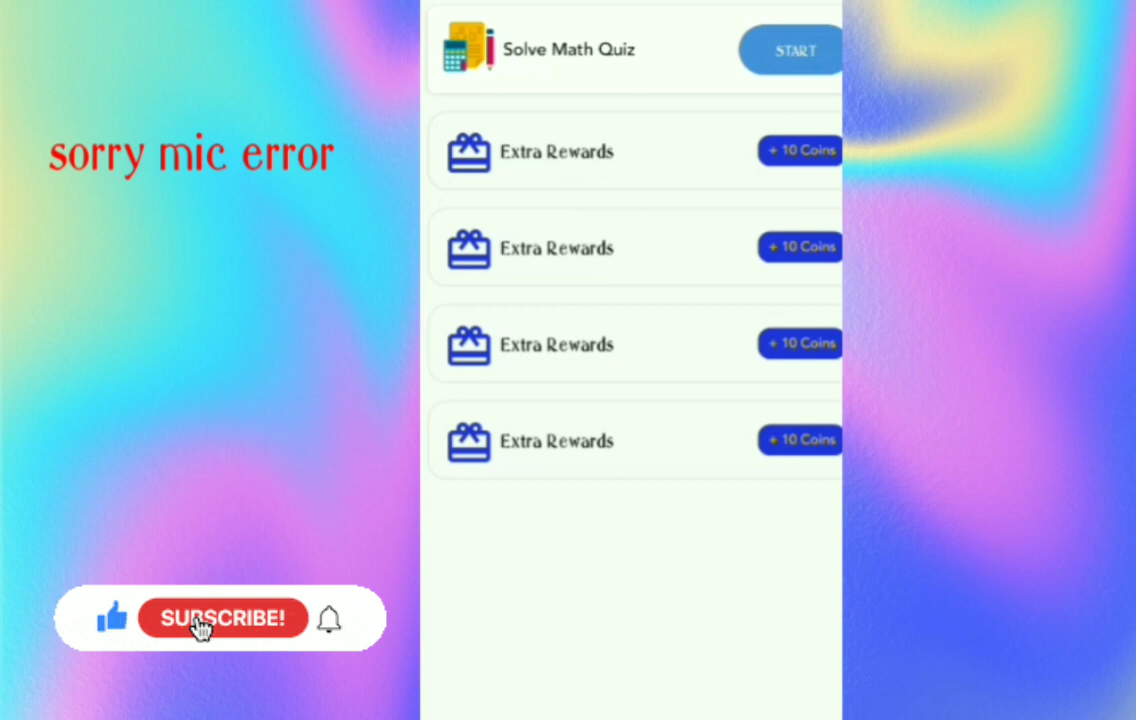 Solve Math Quiz
START
sorry mic error
Extra Rewards
+ 10 Coins
Extra Rewards
+ 10 Coins
Extra Rewards
+ 10 Coins
Extra Rewards
+ 10 Coins
SUBSCRIBE!